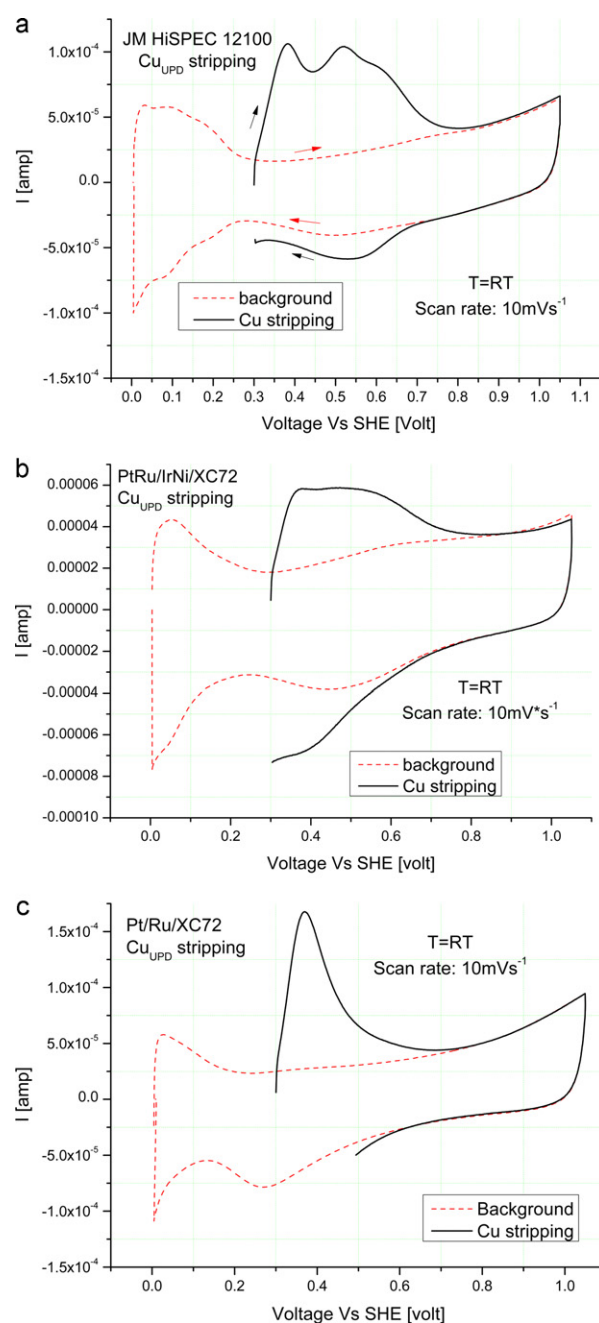 a
JM HiSPEC 12100
Cu_UPD stripping
1.0x10⁻⁴
5.0x10⁻⁵
0.0
-5.0x10⁻⁵
-1.0x10⁻⁴
-1.5x10⁻⁴
I [amp]
T=RT
Scan rate: 10mVs⁻¹
background
Cu stripping
0.0 0.1 0.2 0.3 0.4 0.5 0.6 0.7 0.8 0.9 1.0 1.1
Voltage Vs SHE [Volt]
b
PtRu/IrNi/XC72
Cu_UPD stripping
0.00006
0.00004
0.00002
0.00000
-0.00002
-0.00004
-0.00006
-0.00008
-0.00010
I [amp]
T=RT
Scan rate: 10mV*s⁻¹
background
Cu stripping
0.0 0.2 0.4 0.6 0.8 1.0
Voltage Vs SHE [volt]
c
Pt/Ru/XC72
Cu_UPD stripping
T=RT
Scan rate: 10mVs⁻¹
1.5x10⁻⁴
1.0x10⁻⁴
5.0x10⁻⁵
0.0
-5.0x10⁻⁵
-1.0x10⁻⁴
-1.5x10⁻⁴
I [amp]
Background
Cu stripping
0.0 0.2 0.4 0.6 0.8 1.0
Voltage Vs SHE [volt]